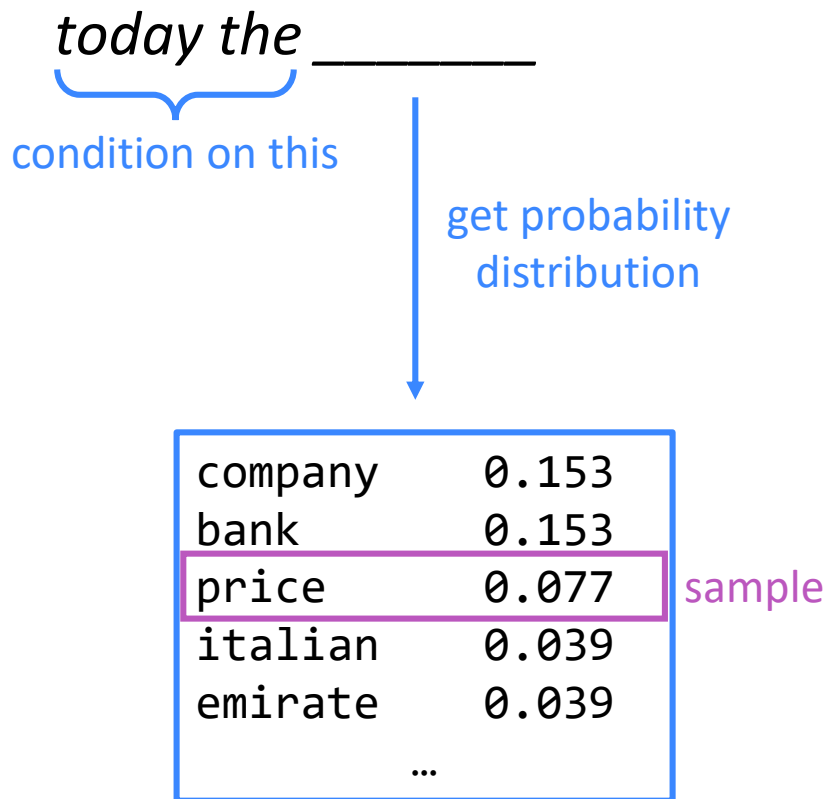 today the _______
condition on this
get probability
distribution
company 0.153
bank 0.153
price 0.077
sample
italian 0.039
emirate 0.039
…